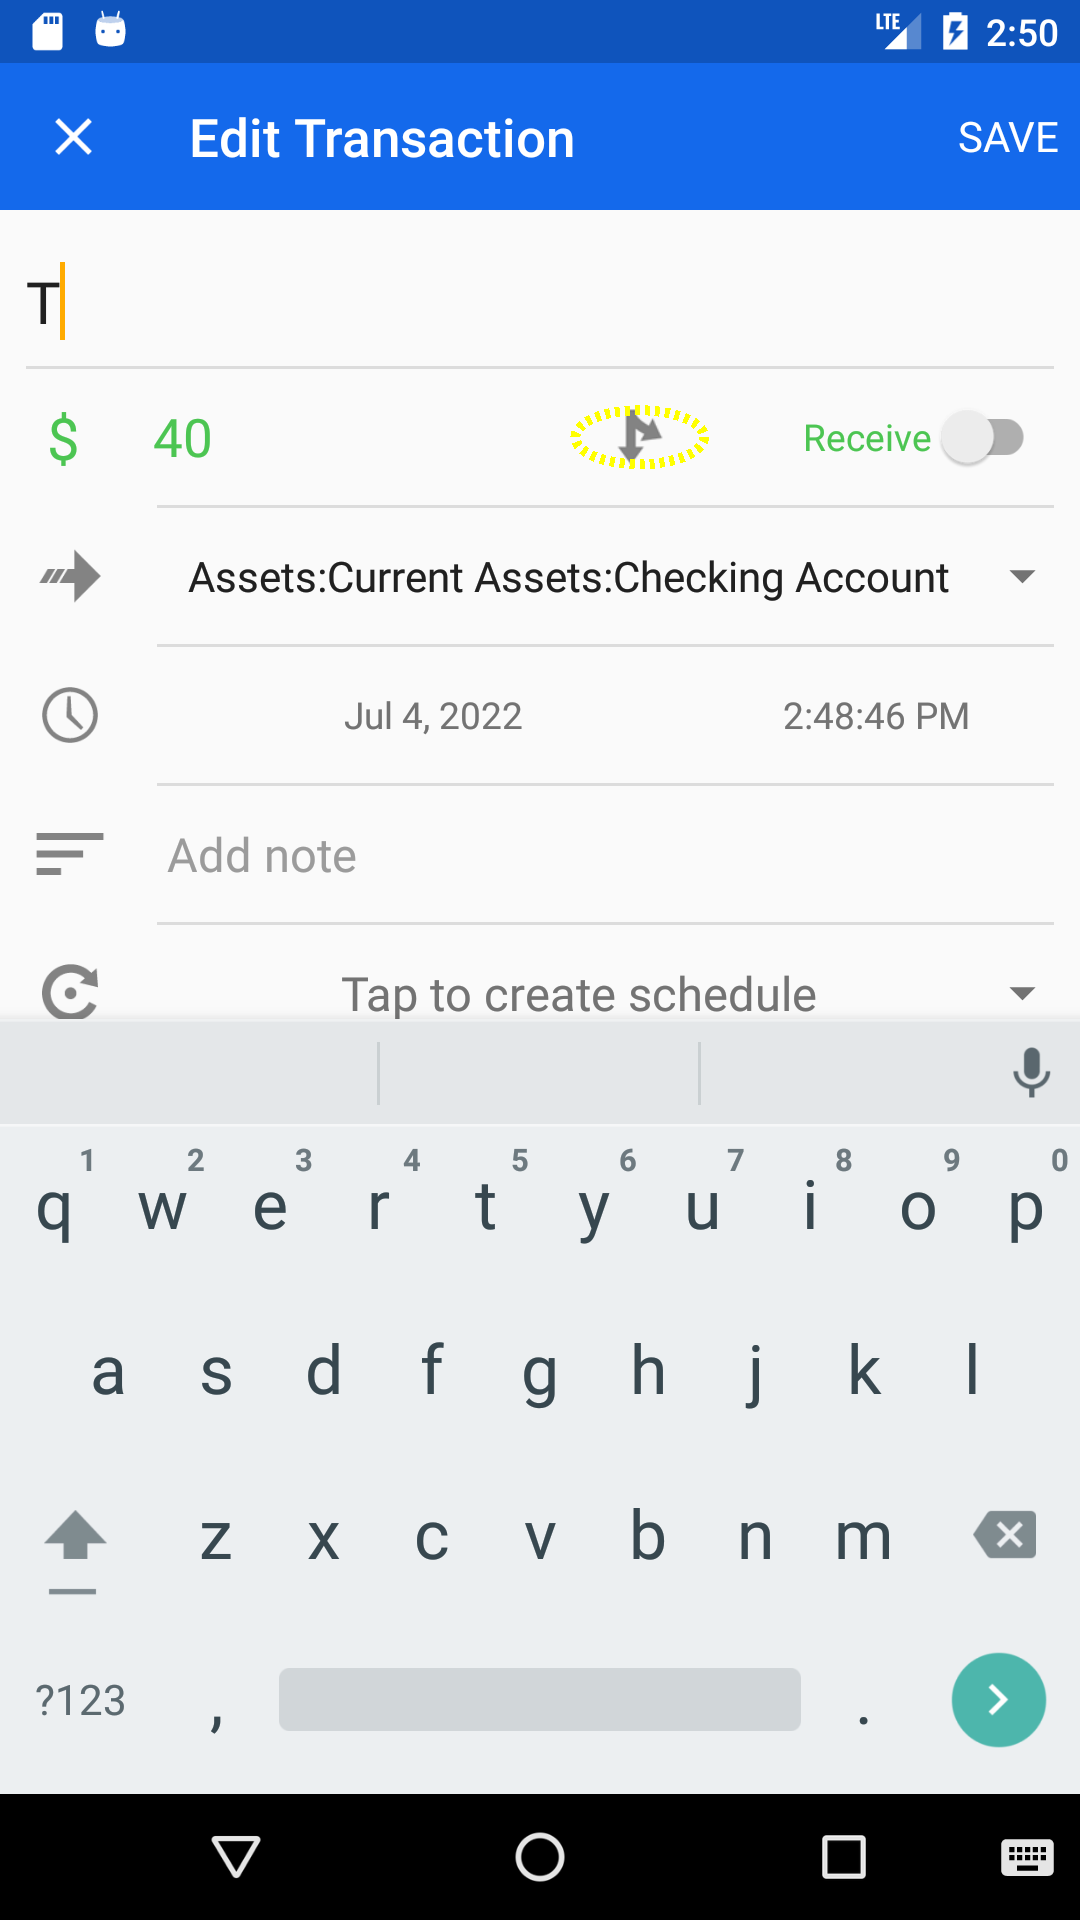 LTE 2:50
Edit Transaction SAVE
T
$ 40 Receive
Assets:Current Assets:Checking Account
Jul 4, 2022 2:48:46 PM
Add note
Tap to create schedule
1 2 3 4 5 6 7 8 9 0
q w e r t y u i o p
a s d f g h j k l
z x c v b n m
?123 , .